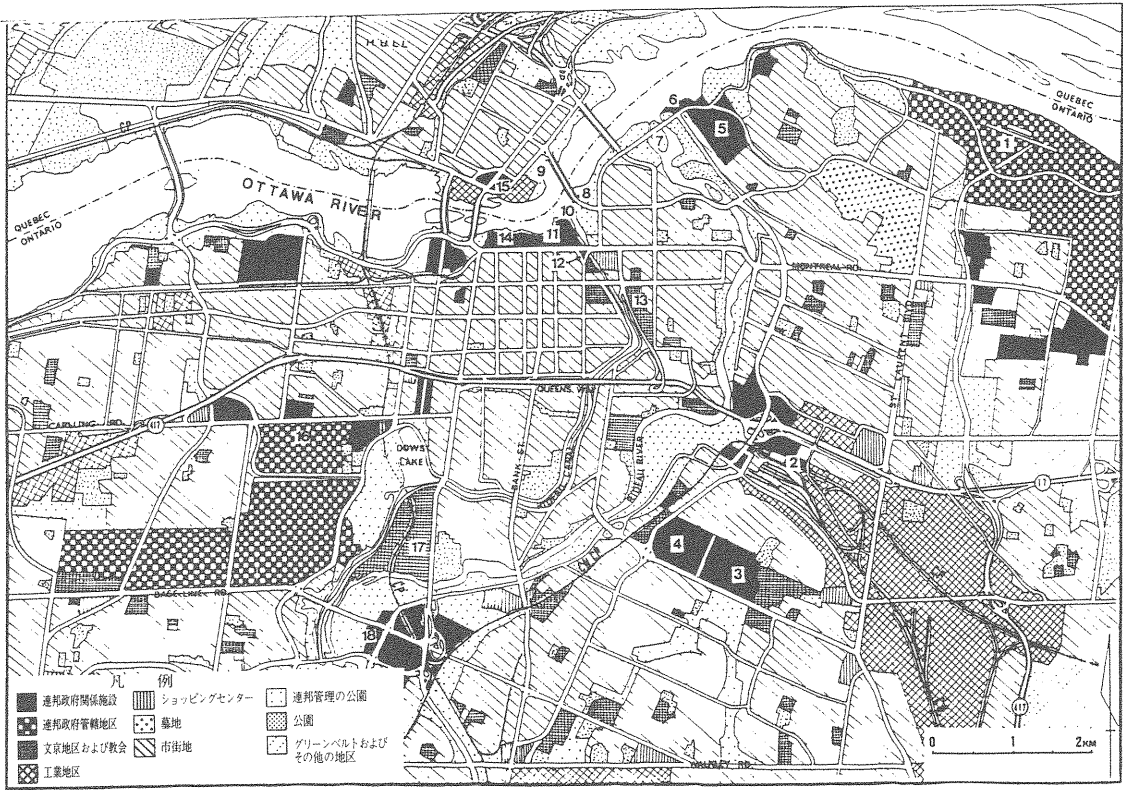 HULL
QUEBEC
ONTARIO
CP
OTTAWA RIVER
QUEBEC
ONTARIO
1
2
3
4
5
6
7
8
9
10
11
12
13
14
15
16
17
18
MONTREAL RD.
ST. LAURENT
QUEENS WAY
CARLING RD.
417
DOWS
LAKE
BANK ST.
RIDEAU CANAL
RIDEAU RIVER
17
CP
BASE LINE RD.
417
WALKLEY RD.
凡 例
連邦政府関係施設
連邦政府管轄地区
文京地区および教会
工業地区
ショッピングセンター
墓地
市街地
連邦管理の公園
公園
グリーンベルトおよび
その他の地区
0 1 2KM